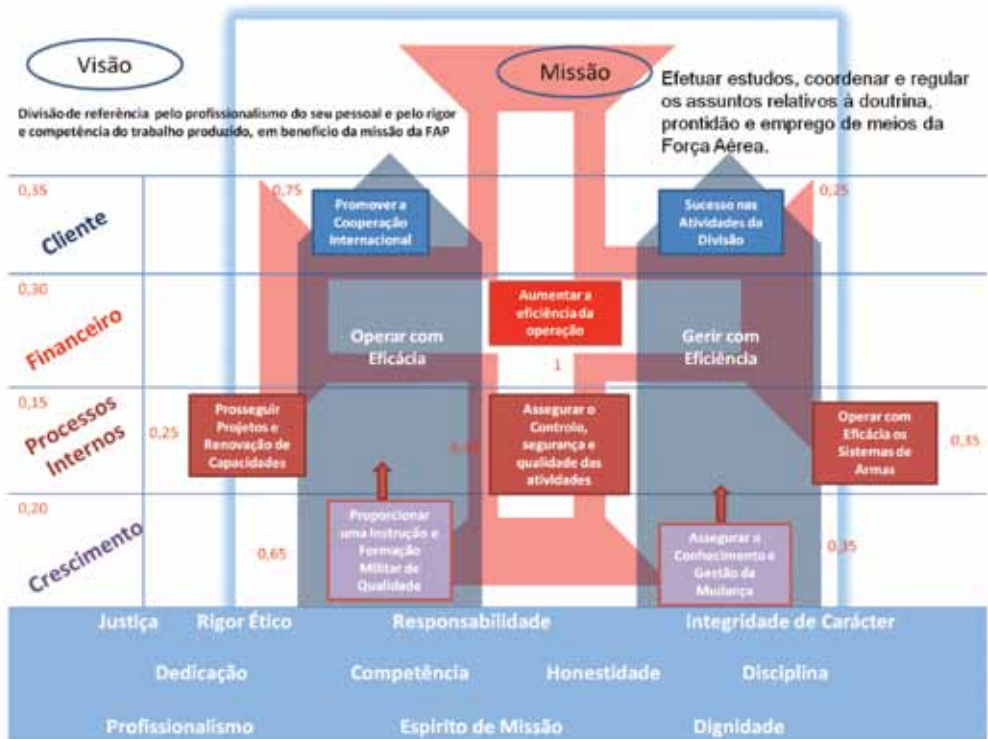 Visão
Missão
Divisão de referência pelo profissionalismo do seu pessoal e pelo rigor
e competência do trabalho produzido, em benefício da missão da FAP
Efetuar estudos, coordenar e regular
os assuntos relativos à doutrina,
prontidão e emprego de meios da
Força Aérea.
0,35
Cliente
0,75
Promover a
Cooperação
Internacional
Sucesso nas
Atividades da
Divisão
0,25
0,30
Financeiro
Operar com
Eficácia
Aumentar a
eficiência da
operação
1
Gerir com
Eficiência
0,15
Processos
Internos
0,25
Prosseguir
Projetos e
Renovação de
Capacidades
Assegurar o
Controlo,
segurança e
qualidade das
atividades
Operar com
Eficácia os
Sistemas de
Armas
0,35
0,20
Crescimento
0,65
Proporcionar
uma Instrução e
Formação
Militar de
Qualidade
Assegurar o
Conhecimento e
Gestão da
Mudança
0,35
Justiça Rigor Ético Responsabilidade Integridade de Carácter
Dedicação Competência Honestidade Disciplina
Profissionalismo Espirito de Missão Dignidade